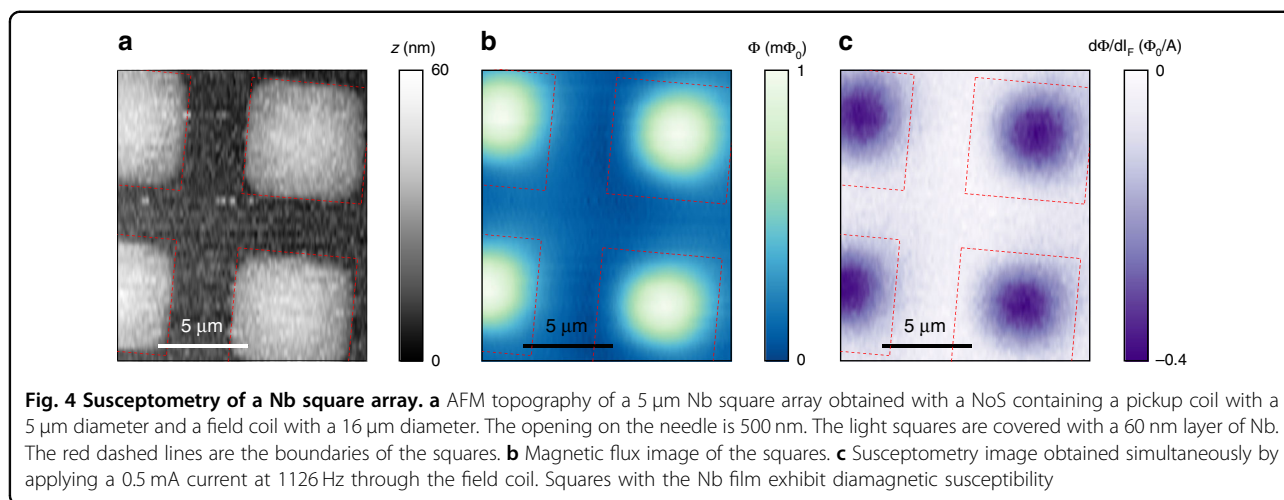 a
b
c
z (nm)
Φ (mΦ0)
dΦ/dIF (Φ0/A)
60
1
0
5 μm
5 μm
5 μm
0
0
−0.4
Fig. 4 Susceptometry of a Nb square array. a AFM topography of a 5 μm Nb square array obtained with a NoS containing a pickup coil with a
5 μm diameter and a field coil with a 16 μm diameter. The opening on the needle is 500 nm. The light squares are covered with a 60 nm layer of Nb.
The red dashed lines are the boundaries of the squares. b Magnetic flux image of the squares. c Susceptometry image obtained simultaneously by
applying a 0.5 mA current at 1126 Hz through the field coil. Squares with the Nb film exhibit diamagnetic susceptibility